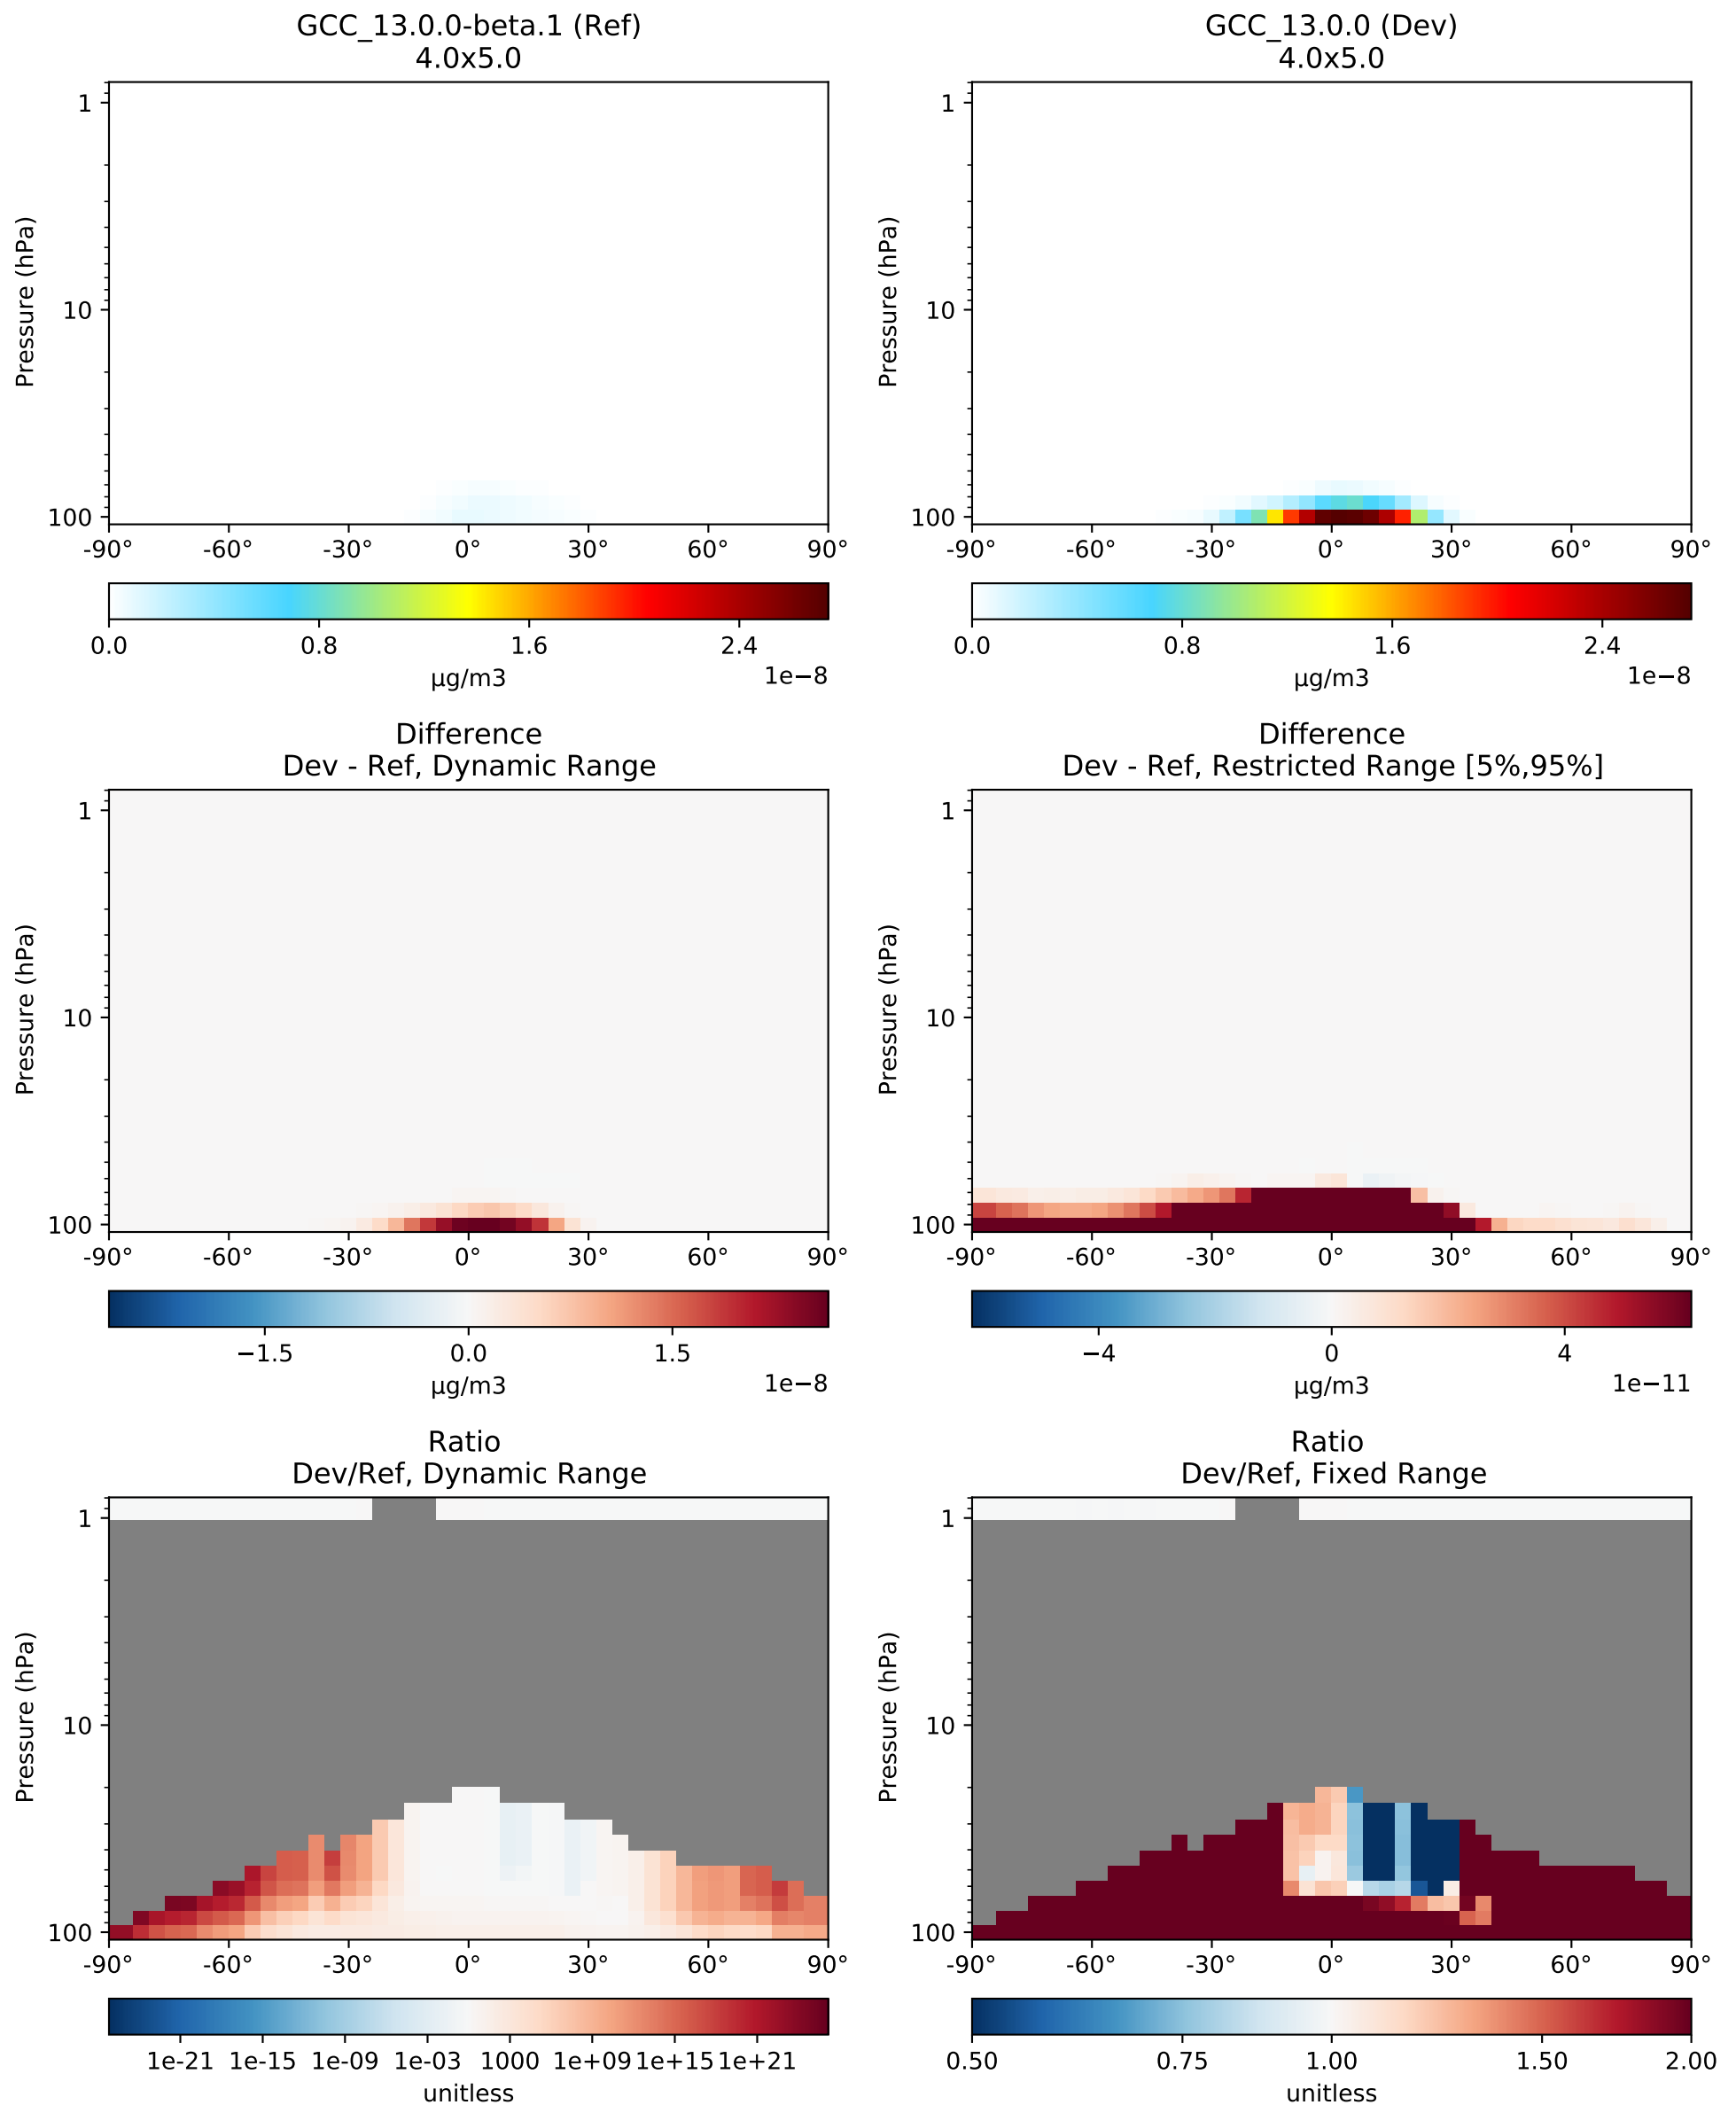 GCC_13.0.0-beta.1 (Ref)
4.0x5.0
GCC_13.0.0 (Dev)
4.0x5.0
Pressure (hPa)
1
10
100
-90° -60° -30° 0° 30° 60° 90°
0.0 0.8 1.6 2.4
1e−8
µg/m3
Pressure (hPa)
1
10
100
-90° -60° -30° 0° 30° 60° 90°
0.0 0.8 1.6 2.4
1e−8
µg/m3
Difference
Dev - Ref, Dynamic Range
Difference
Dev - Ref, Restricted Range [5%,95%]
Pressure (hPa)
1
10
100
-90° -60° -30° 0° 30° 60° 90°
−1.5 0.0 1.5
1e−8
µg/m3
Pressure (hPa)
1
10
100
-90° -60° -30° 0° 30° 60° 90°
−4 0 4
1e−11
µg/m3
Ratio
Dev/Ref, Dynamic Range
Ratio
Dev/Ref, Fixed Range
Pressure (hPa)
1
10
100
-90° -60° -30° 0° 30° 60° 90°
1e-21 1e-15 1e-09 1e-03 1000 1e+09 1e+15 1e+21
unitless
Pressure (hPa)
1
10
100
-90° -60° -30° 0° 30° 60° 90°
0.50 0.75 1.00 1.50 2.00
unitless